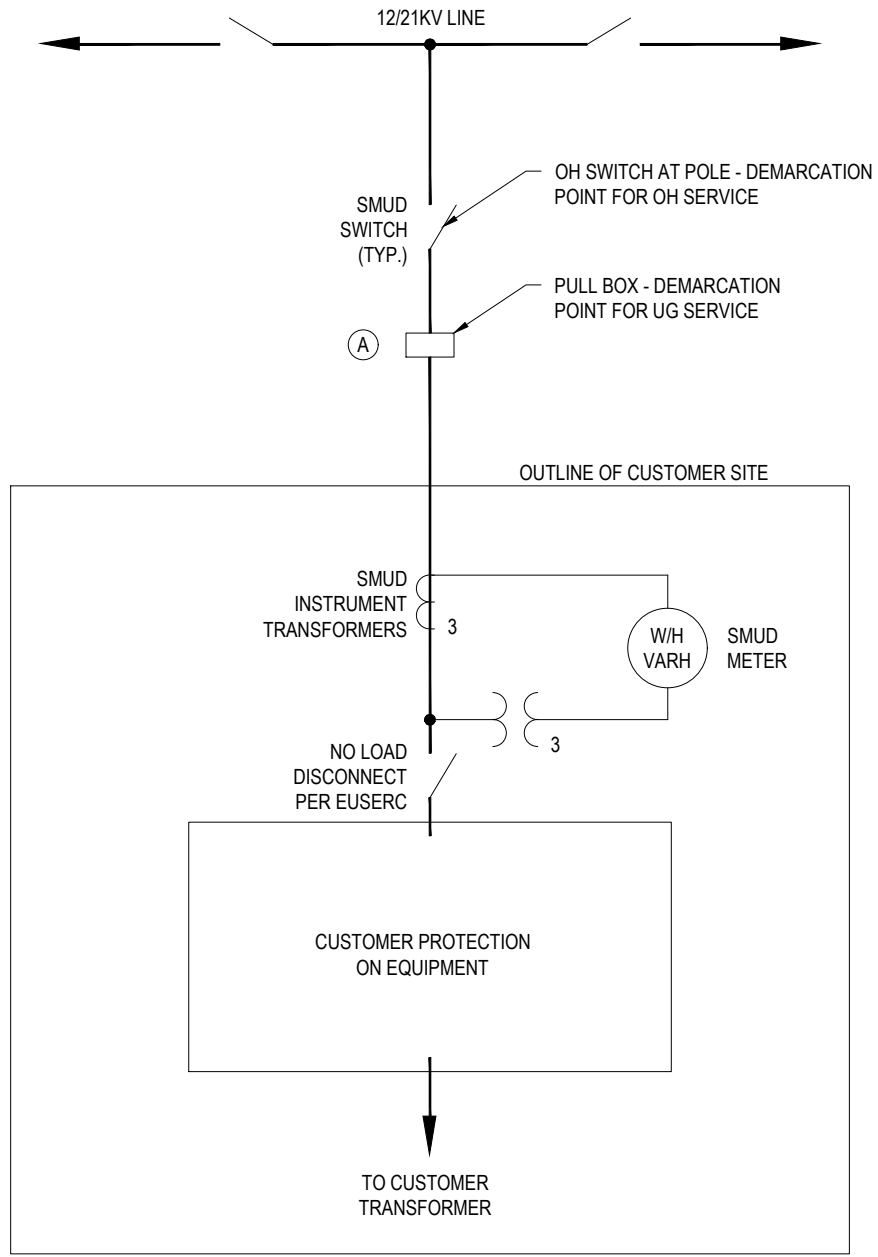 12/21KV LINE
OH SWITCH AT POLE - DEMARCATION
POINT FOR OH SERVICE
SMUD
SWITCH
(TYP.)
PULL BOX - DEMARCATION
POINT FOR UG SERVICE
A
OUTLINE OF CUSTOMER SITE
SMUD
INSTRUMENT
TRANSFORMERS
3
W/H
VARH
SMUD
METER
3
NO LOAD
DISCONNECT
PER EUSERC
CUSTOMER PROTECTION
ON EQUIPMENT
TO CUSTOMER
TRANSFORMER